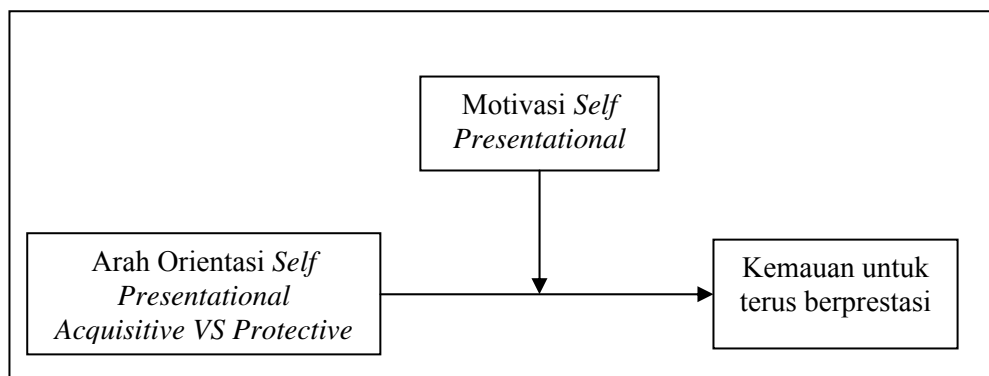 Motivasi Self
Presentational
Arah Orientasi Self
Presentational
Acquisitive VS Protective
Kemauan untuk
terus berprestasi